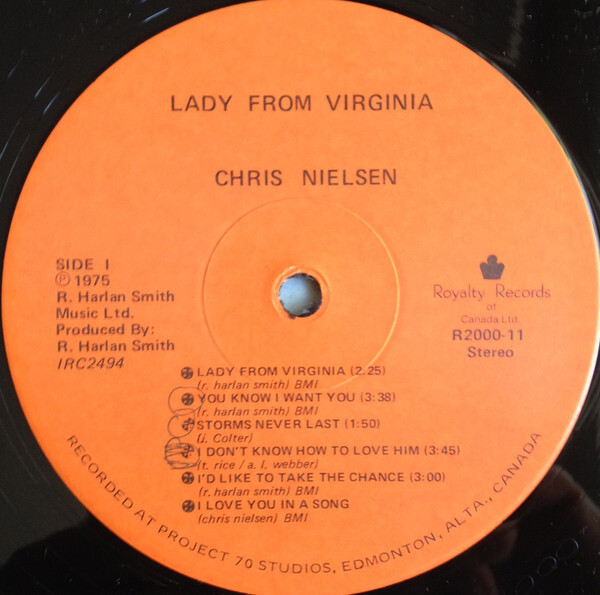 LADY FROM VIRGINIA
CHRIS NIELSEN
SIDE I
Ⓟ 1975
R. Harlan Smith
Music Ltd.
Produced By:
R. Harlan Smith
IRC2494
Royalty Records
of
Canada Ltd.
R2000-11
Stereo
LADY FROM VIRGINIA (2:25)
(r. harlan smith) BMI
YOU KNOW I WANT YOU (3:38)
(r. harlan smith) BMI
STORMS NEVER LAST (1:50)
(j. Colter)
I DON'T KNOW HOW TO LOVE HIM (3:45)
(t. rice / a. l. webber)
I'D LIKE TO TAKE THE CHANCE (3:00)
(r. harlan smith) BMI
I LOVE YOU IN A SONG
(chris nielsen) BMI
RECORDED AT PROJECT 70 STUDIOS, EDMONTON, ALTA., CANADA